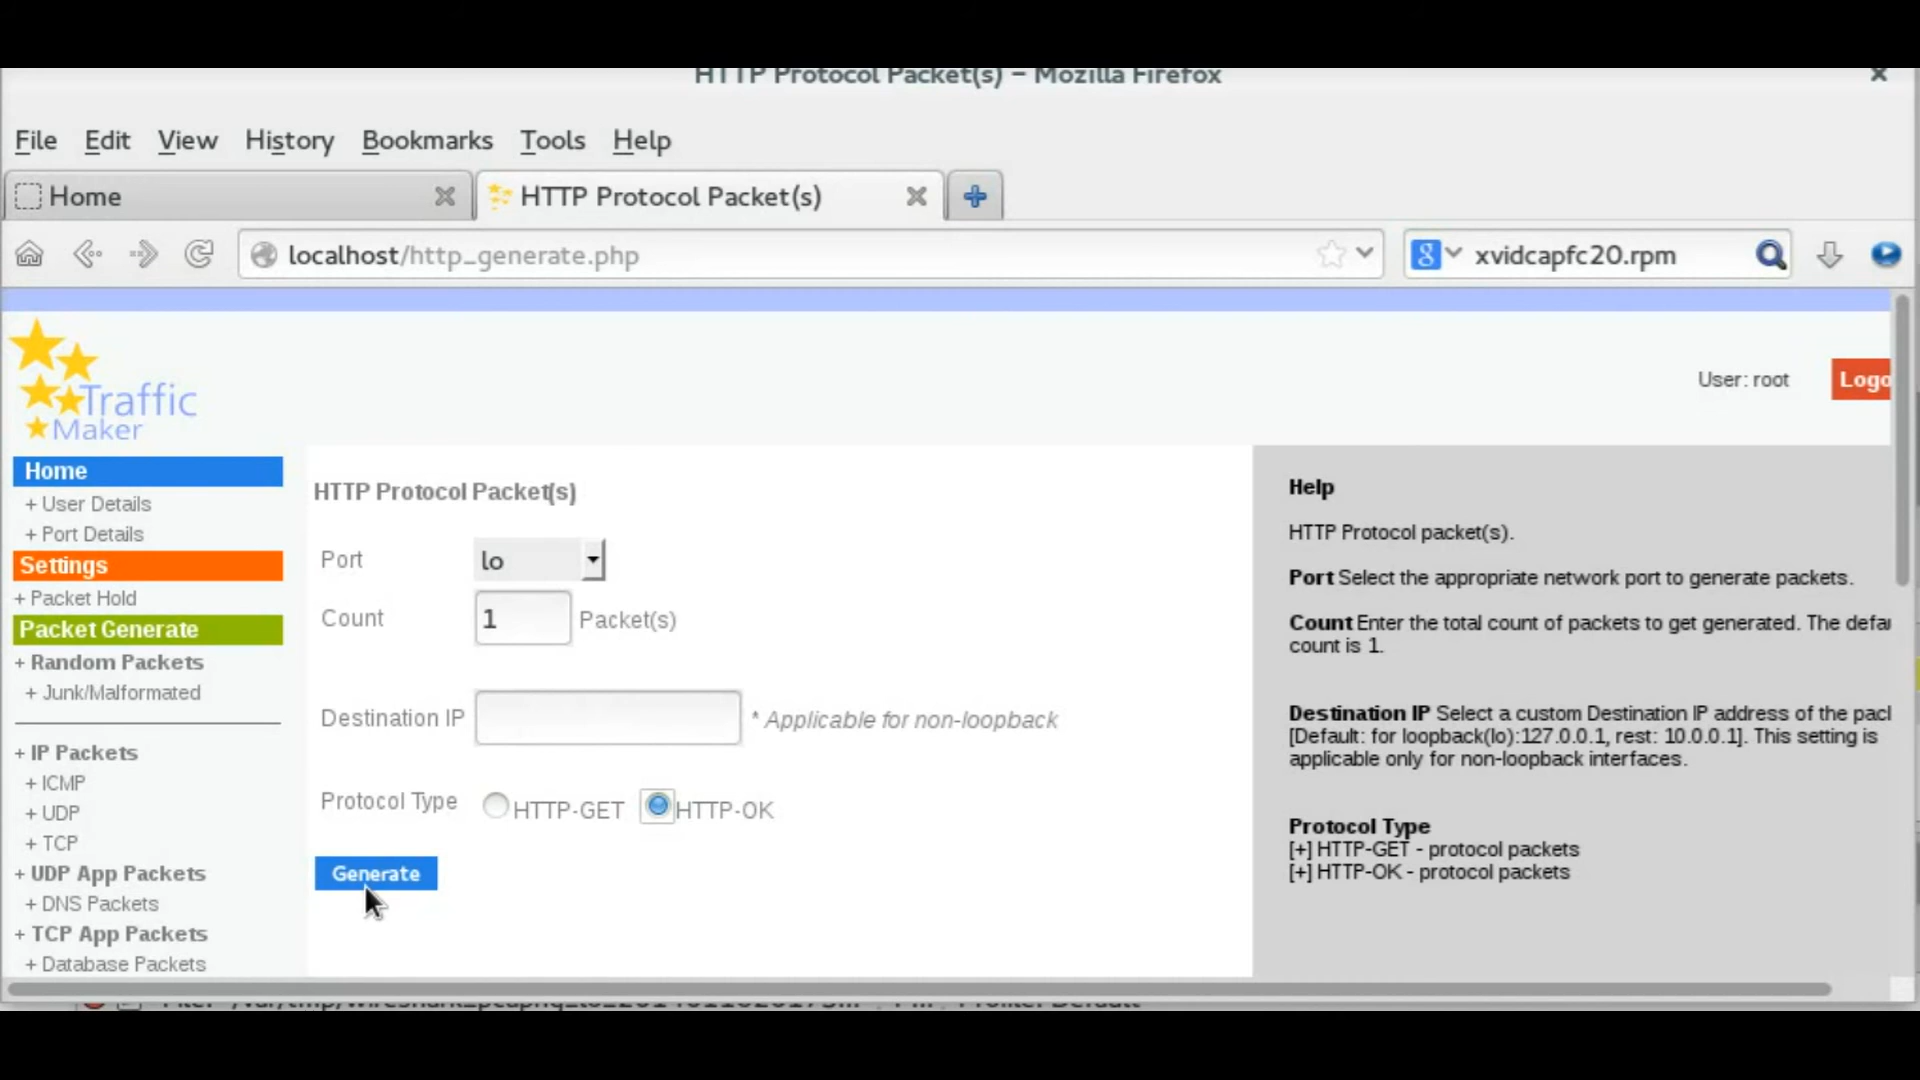 HTTP Protocol Packet(s) – Mozilla Firefox
File Edit View History Bookmarks Tools Help
Home
HTTP Protocol Packet(s)
localhost/http_generate.php
xvidcapfc20.rpm
Traffic
Maker
User: root
Logo
Home
+ User Details
+ Port Details
Settings
+ Packet Hold
Packet Generate
+ Random Packets
+ Junk/Malformated
+ IP Packets
+ ICMP
+ UDP
+ TCP
+ UDP App Packets
+ DNS Packets
+ TCP App Packets
+ Database Packets
HTTP Protocol Packet(s)
Port lo
Count 1 Packet(s)
Destination IP * Applicable for non-loopback
Protocol Type HTTP-GET HTTP-OK
Generate
Help
HTTP Protocol packet(s).
Port Select the appropriate network port to generate packets.
Count Enter the total count of packets to get generated. The defau
count is 1.
Destination IP Select a custom Destination IP address of the pack
[Default: for loopback(lo):127.0.0.1, rest: 10.0.0.1]. This setting is
applicable only for non-loopback interfaces.
Protocol Type
[+] HTTP-GET - protocol packets
[+] HTTP-OK - protocol packets